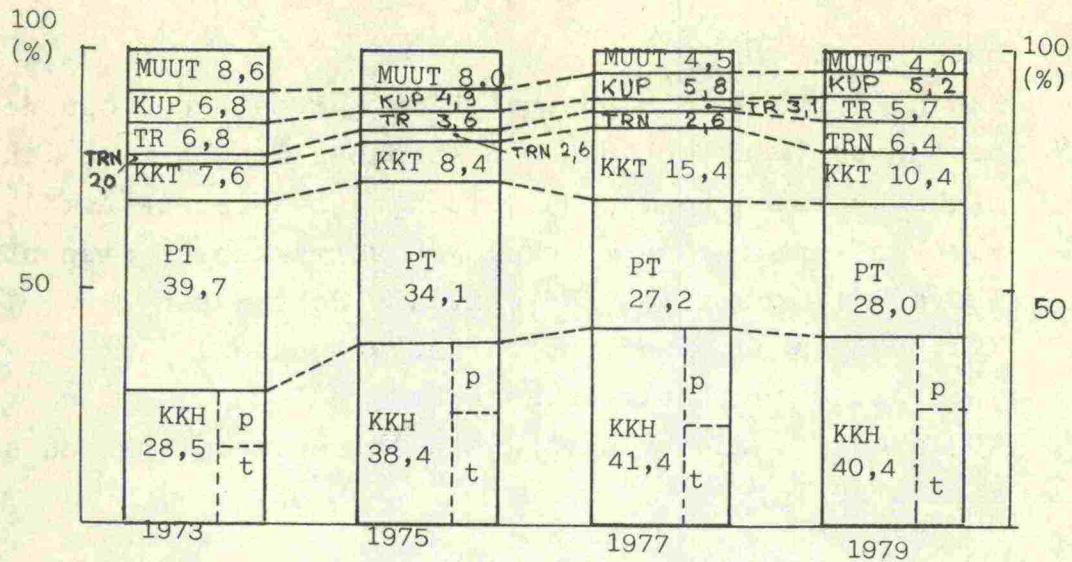 100
(%)
50
MUUT 8,6
KUP 6,8
TR 6,8
TRN
2,0
KKT 7,6
PT
39,7
KKH
28,5
p
t
1973
MUUT 8,0
KUP 4,9
TR 3,6
TRN 2,6
KKT 8,4
PT
34,1
KKH
38,4
p
t
1975
MUUT 4,5
KUP 5,8
TR 3,1
TRN 2,6
KKT 15,4
PT
27,2
KKH
41,4
p
t
1977
MUUT 4,0
KUP 5,2
TR 5,7
TRN 6,4
KKT 10,4
PT
28,0
KKH
40,4
p
t
1979
100
(%)
50